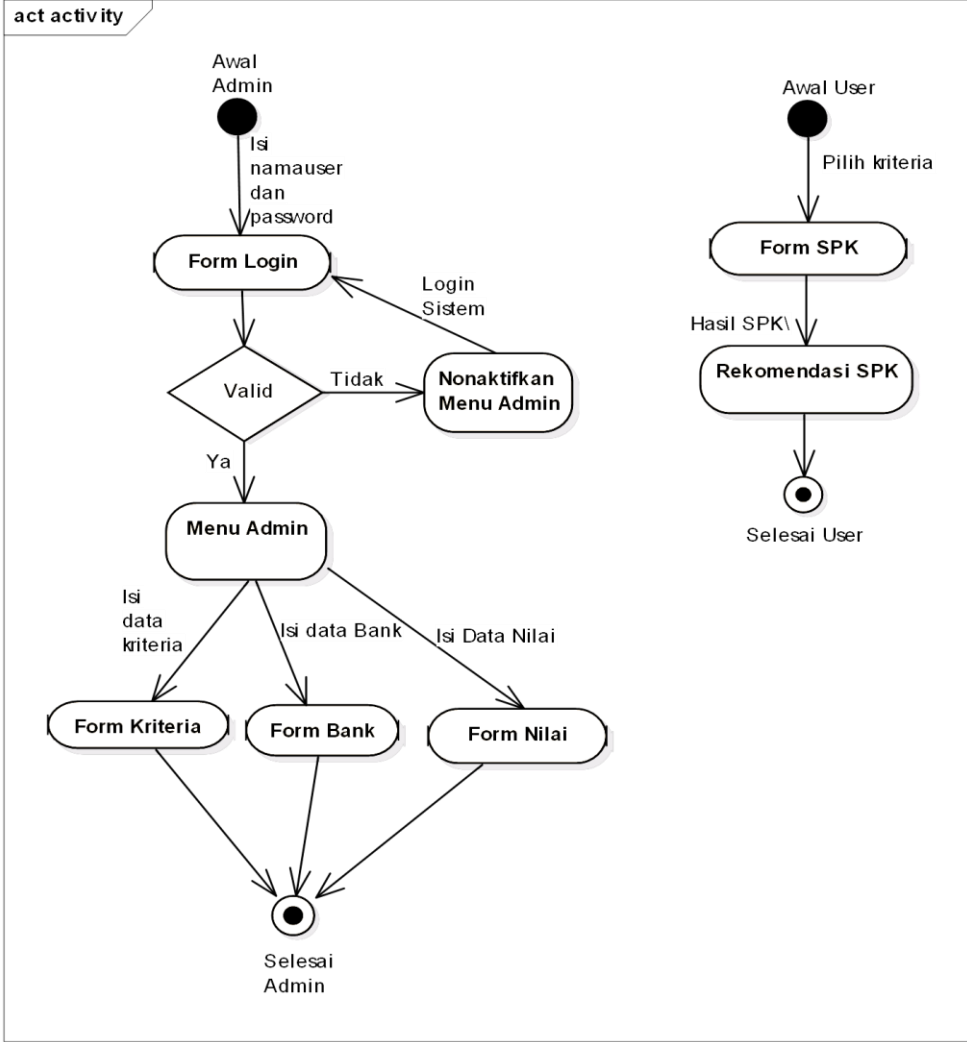 act activity
Awal
Admin
Isi
namauser
dan
password
Form Login
Login
Sistem
Valid
Tidak
Nonaktifkan
Menu Admin
Ya
Menu Admin
Isi
data
kriteria
Isi data Bank
Isi Data Nilai
Form Kriteria
Form Bank
Form Nilai
Selesai
Admin
Awal User
Pilih kriteria
Form SPK
Hasil SPK\
Rekomendasi SPK
Selesai User